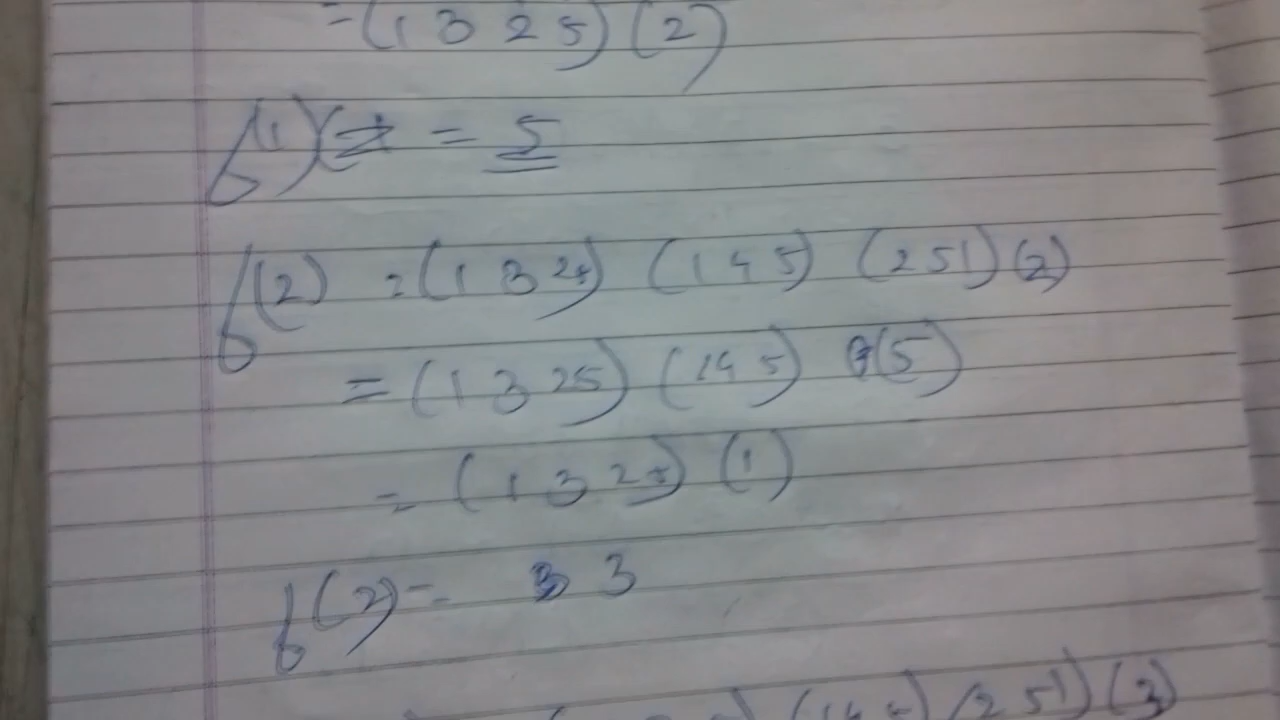 = (1 3 2 5) (2)
f(1) = 5
f(2) = (1 3 2 5) (1 4 5) (2 5 1) (2)
= (1 3 2 5) (1 4 5) (5)
= (1 3 2 5) (1)
f(2) = 3
(1 4 5) (2 5 1) (3)